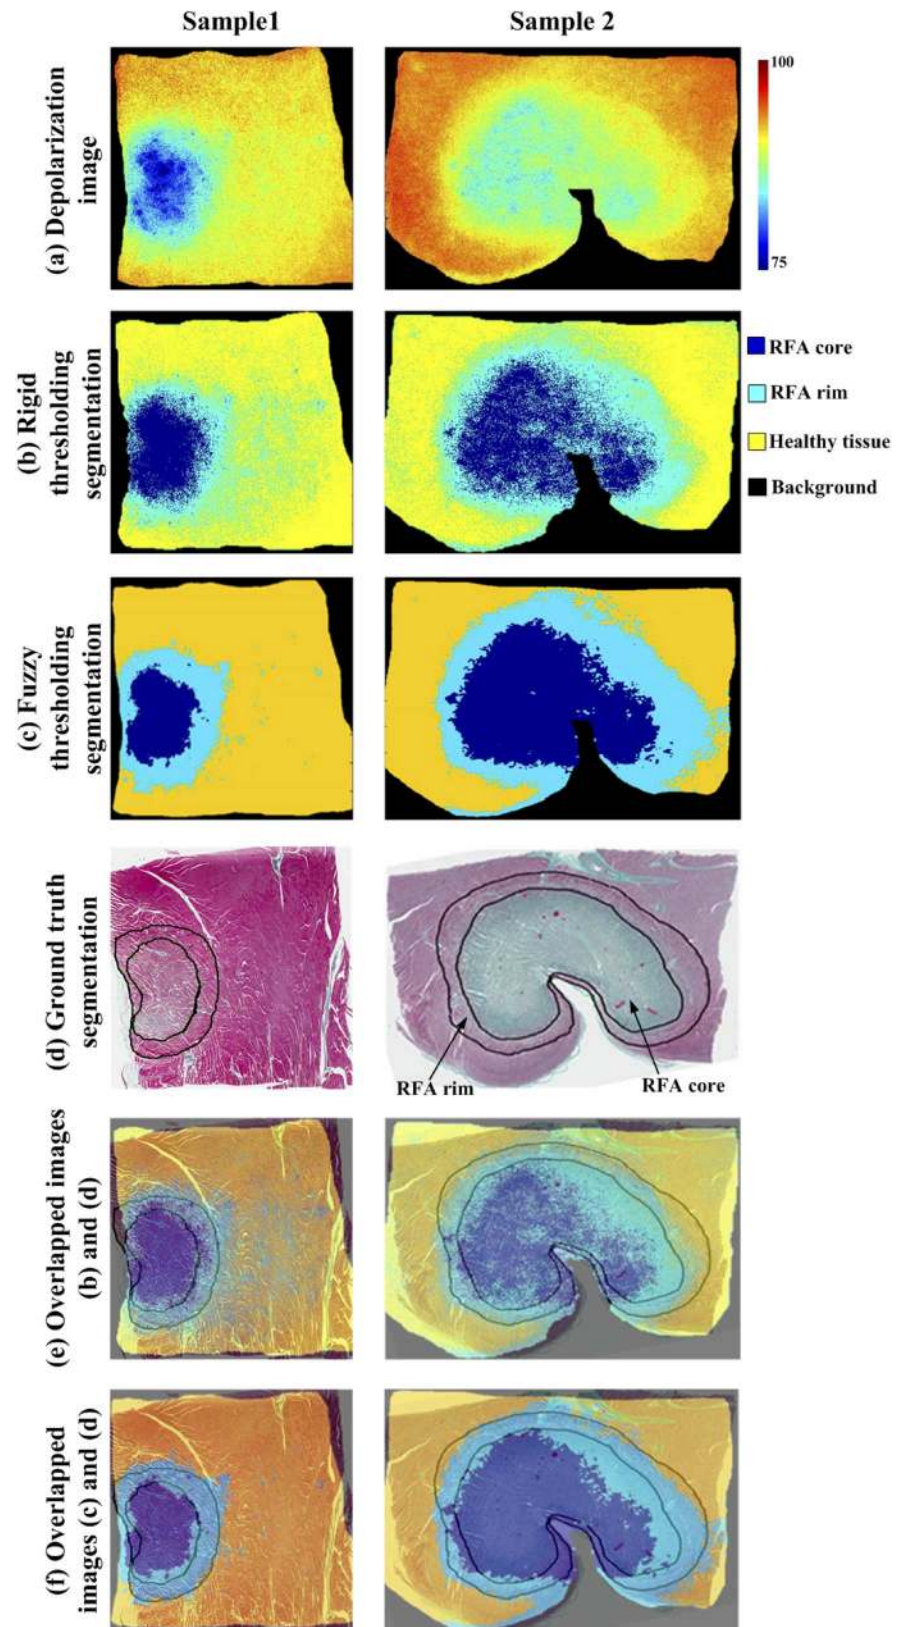 Sample1
Sample 2
(a) Depolarization
image
100
75
(b) Rigid
thresholding
segmentation
RFA core
RFA rim
Healthy tissue
Background
(c) Fuzzy
thresholding
segmentation
(d) Ground truth
segmentation
RFA rim
RFA core
(e) Overlapped images
(b) and (d)
(f) Overlapped
images (c) and (d)